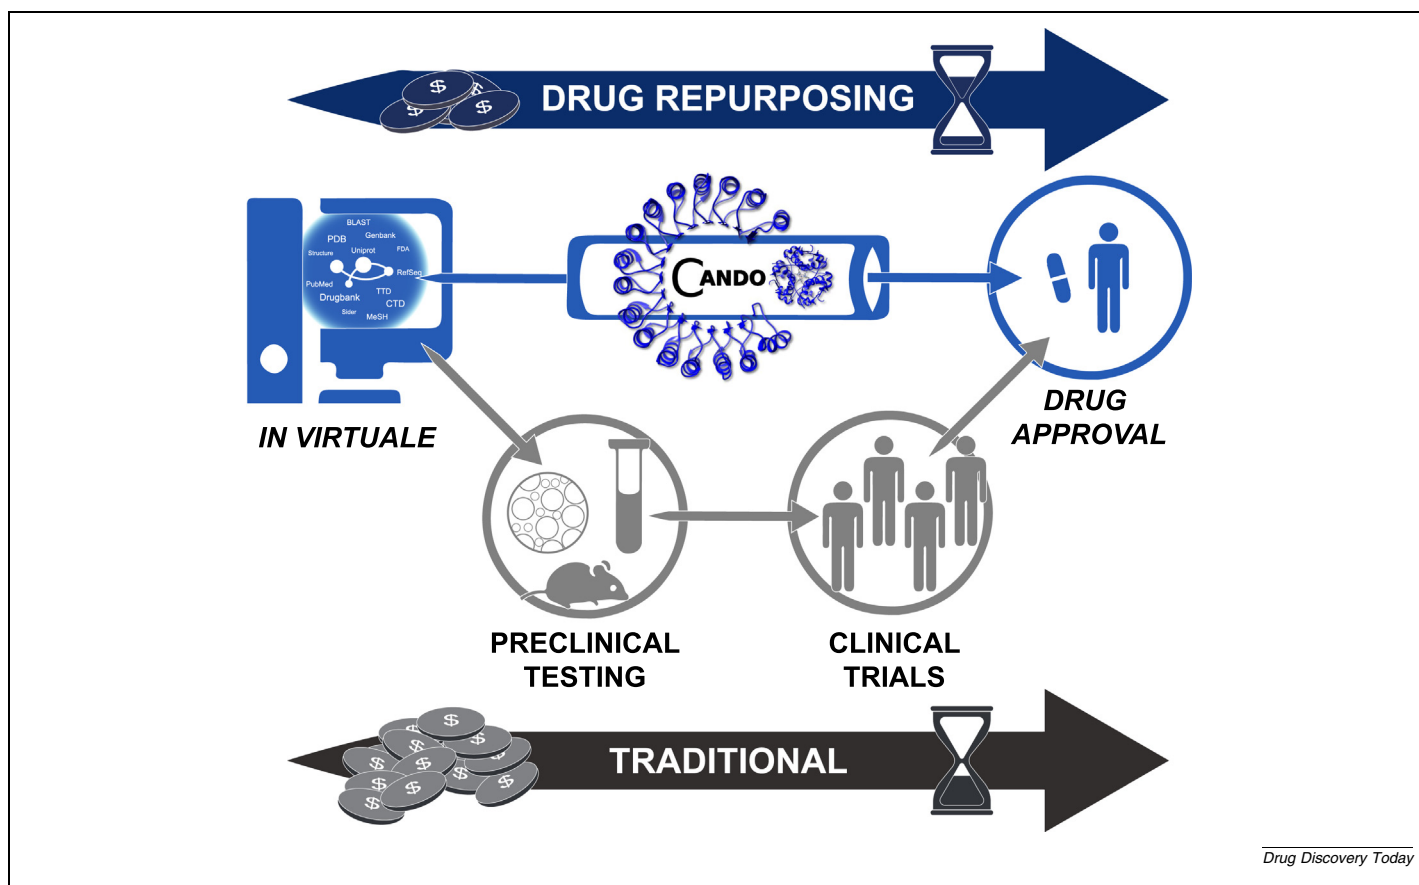 DRUG REPURPOSING
$
$
$
$
BLAST
PDB
Genbank
Structure
Uniprot
FDA
RefSeq
PubMed
TTD
Drugbank
CTD
Sider
MeSH
CANDO
IN VIRTUALE
DRUG
APPROVAL
PRECLINICAL
TESTING
CLINICAL
TRIALS
$
$
$
$
$
$
$
$
$
$
$
TRADITIONAL
Drug Discovery Today